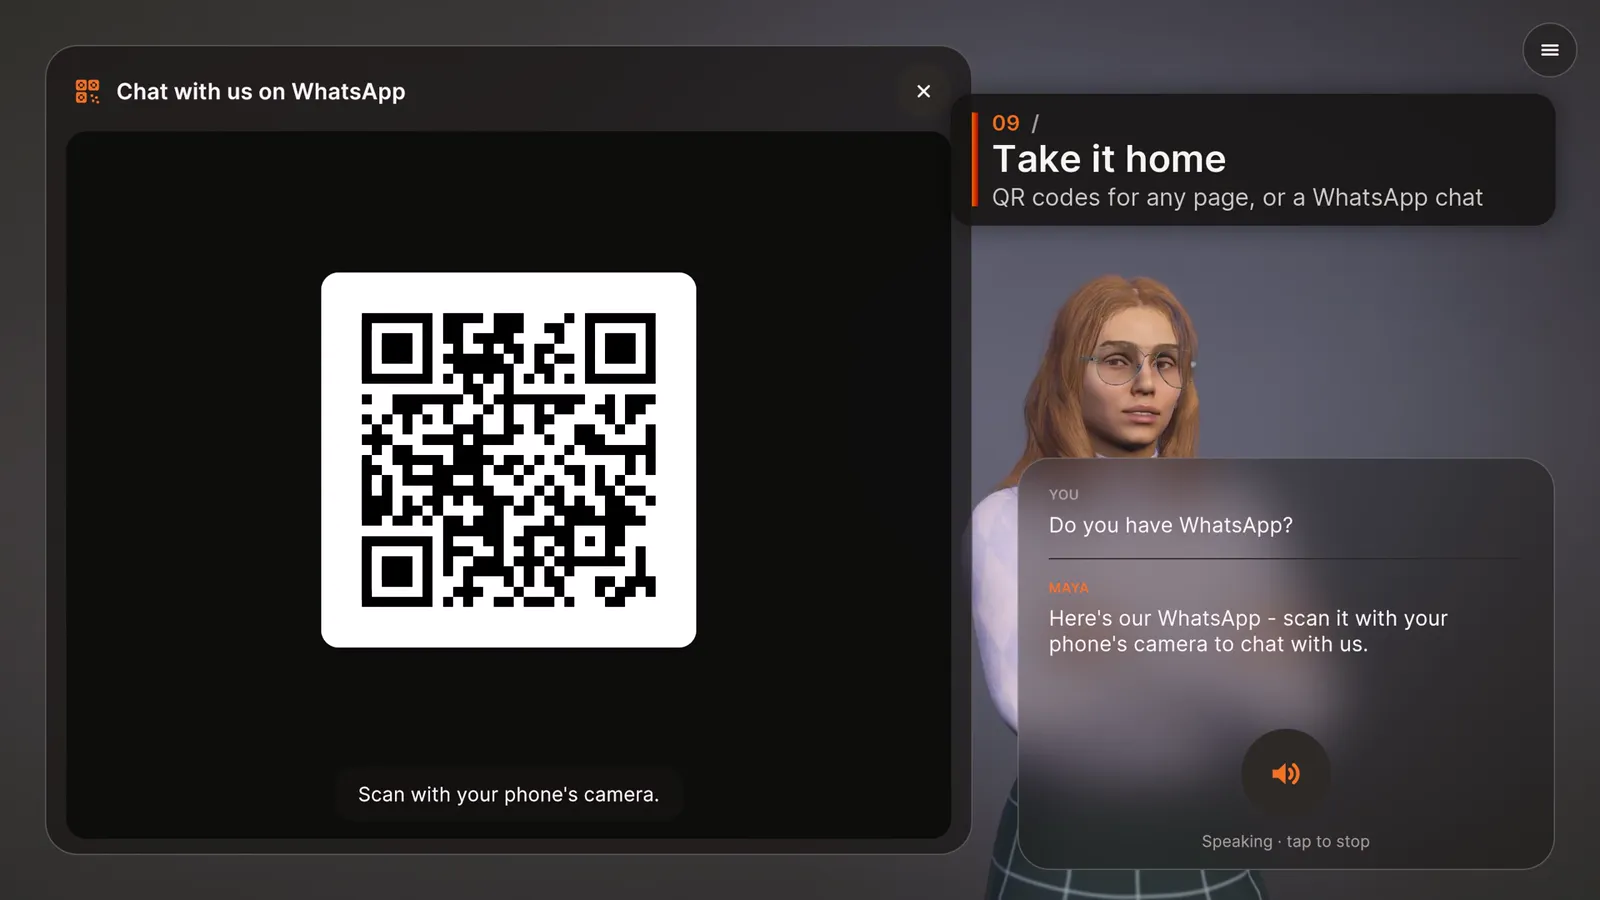 Chat with us on WhatsApp
Scan with your phone's camera.
09 /
Take it home
QR codes for any page, or a WhatsApp chat
YOU
Do you have WhatsApp?
MAYA
Here's our WhatsApp - scan it with your
phone's camera to chat with us.
Speaking · tap to stop